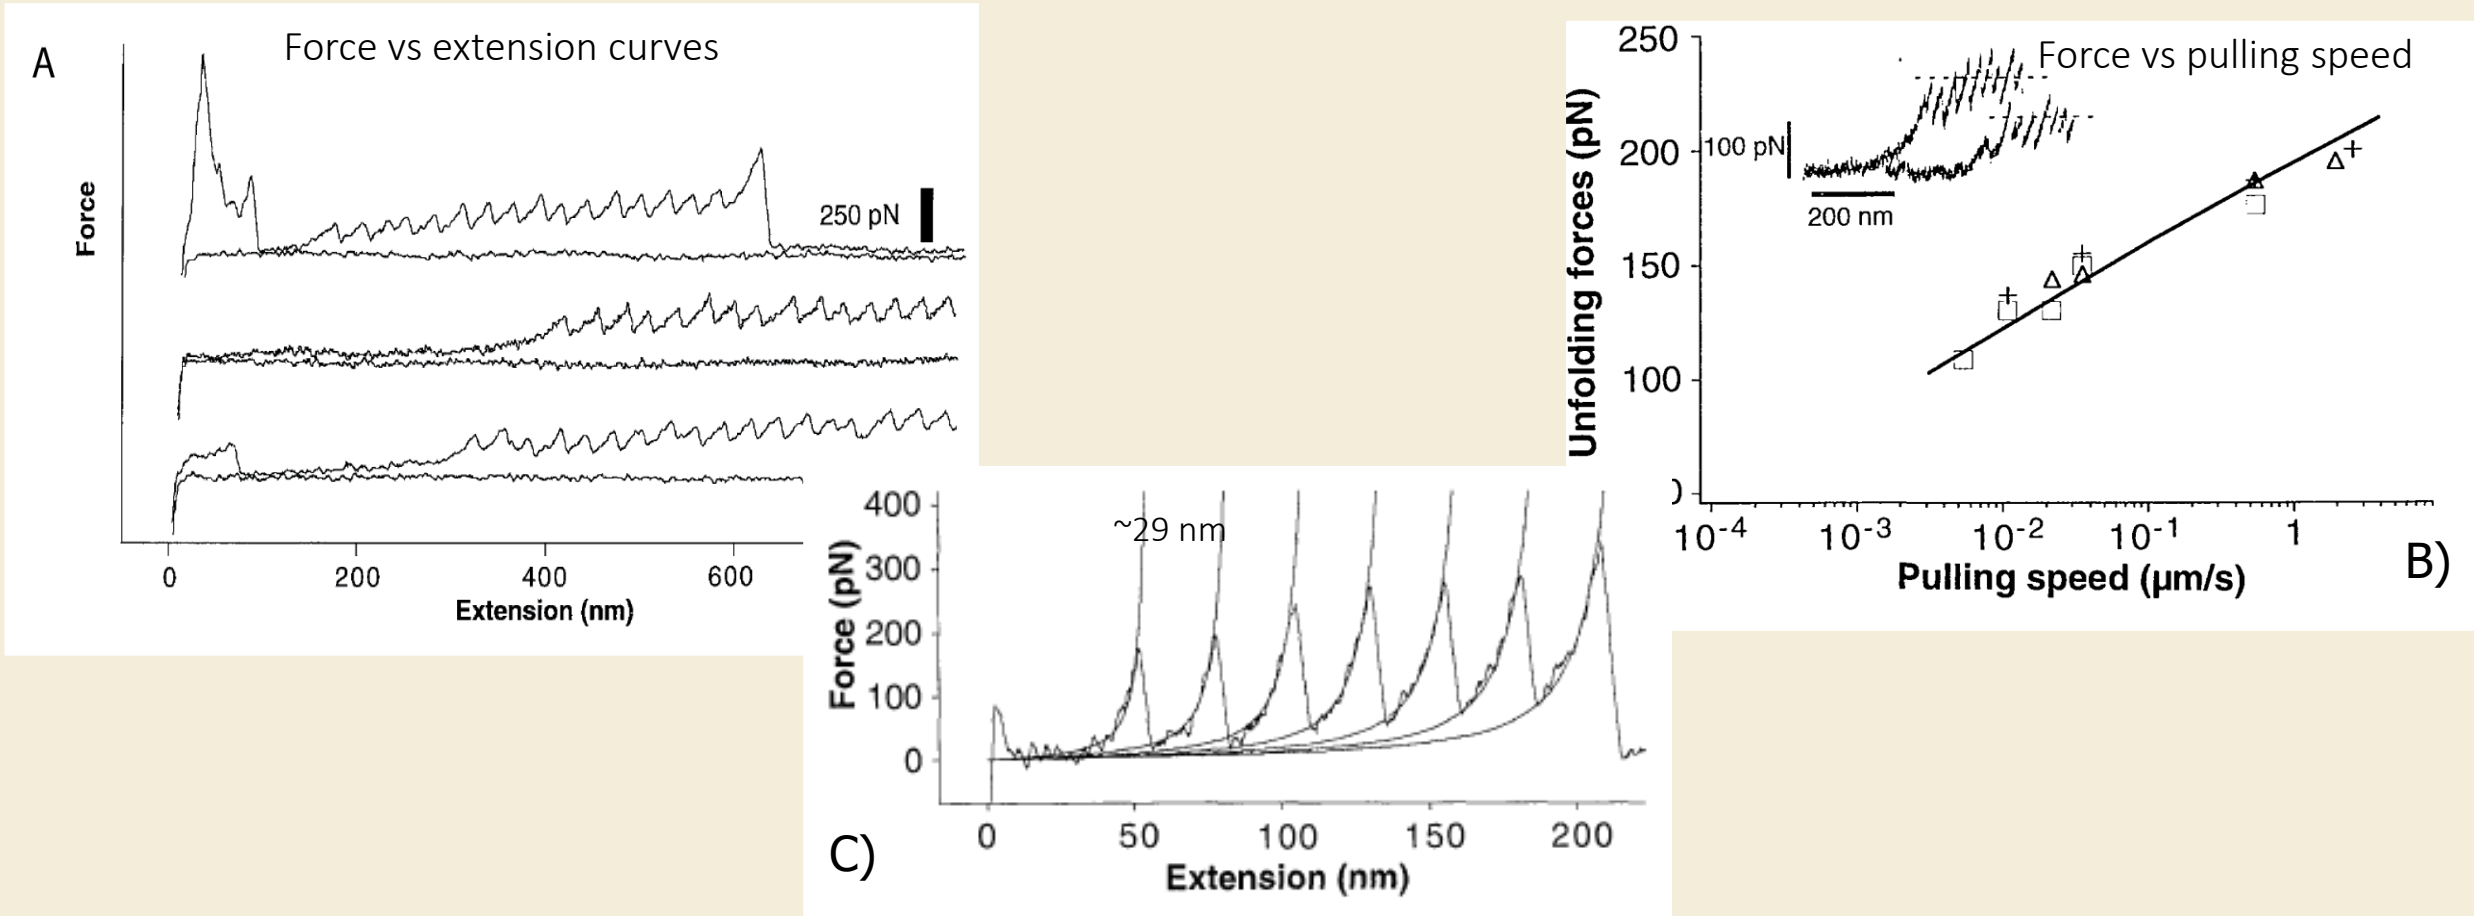 A
Force vs extension curves
Force
250 pN
0
200
400
600
Extension (nm)
250
200
150
100
0
Unfolding forces (pN)
Force vs pulling speed
100 pN
200 nm
10⁻⁴
10⁻³
10⁻²
10⁻¹
1
Pulling speed (µm/s)
B)
400
300
200
100
0
Force (pN)
~29 nm
0
50
100
150
200
Extension (nm)
C)